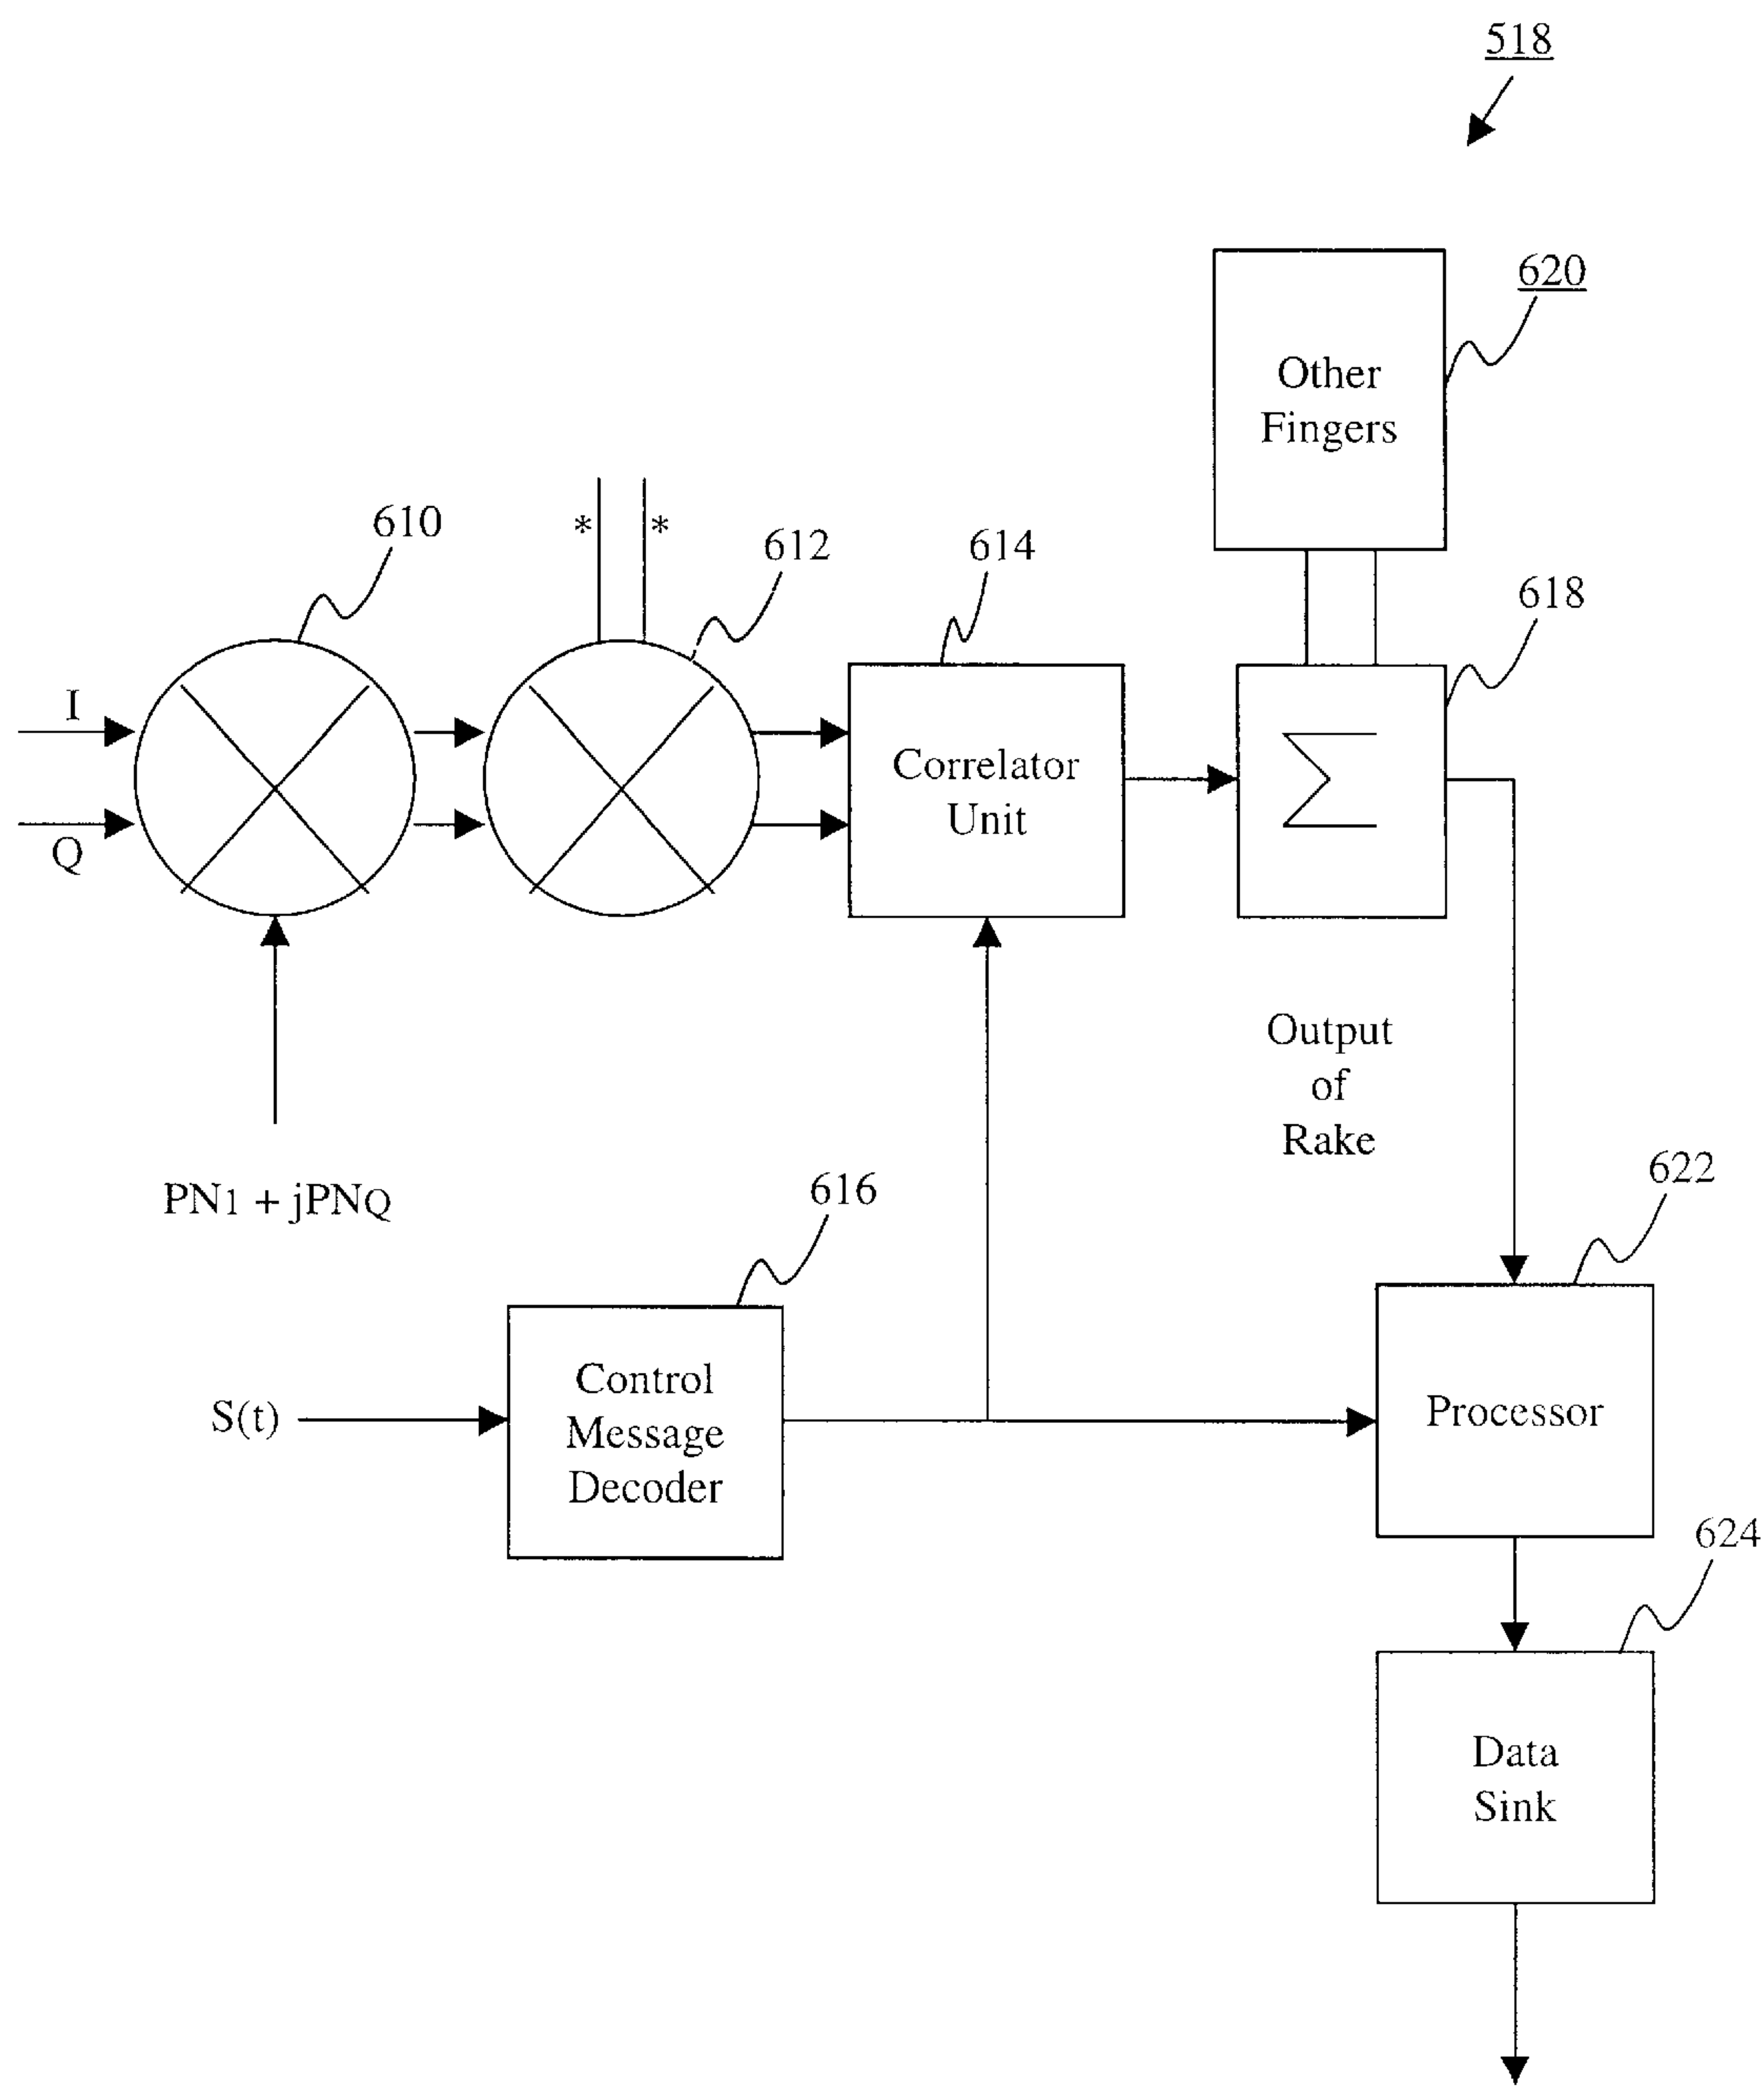 518
620
Other
Fingers
610
* *
612
614
618
I
Q
Correlator
Unit
Σ
Output
of
Rake
PN1 + jPNQ
616
622
S(t)
Control
Message
Decoder
Processor
624
Data
Sink